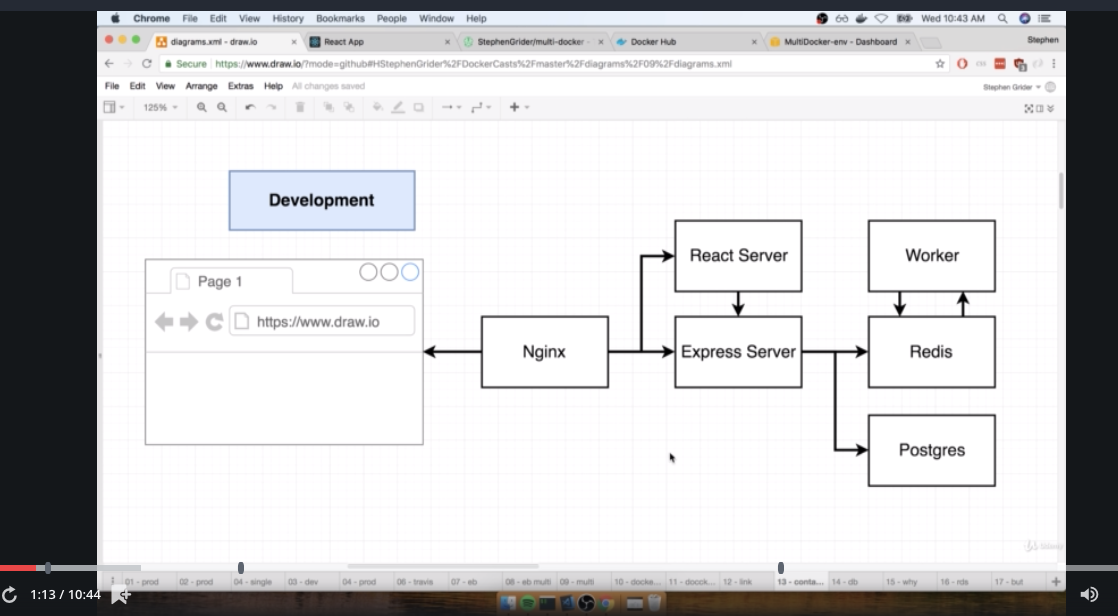 Chrome File Edit View History Bookmarks People Window Help Wed 10:43 AM
diagrams.xml - draw.io React App StephenGrider/multi-docker - Docker Hub MultiDocker-env - Dashboard Stephen
Secure https://www.draw.io/?mode=github#HStephenGrider%2FDockerCasts%2Fmaster%2Fdiagrams%2F09%2Fdiagrams.xml
File Edit View Arrange Extras Help All changes saved Stephen Grider
125%
Development
React Server
Worker
Page 1
https://www.draw.io
Nginx
Express Server
Redis
Postgres
Udemy
01 - prod 02 - prod 04 - single 03 - dev 04 - prod 06 - travis 07 - eb 08 - eb multi 09 - multi 10 - docke... 11 - docck... 12 - link 13 - conta... 14 - db 15 - why 16 - rds 17 - but
1:13 / 10:44